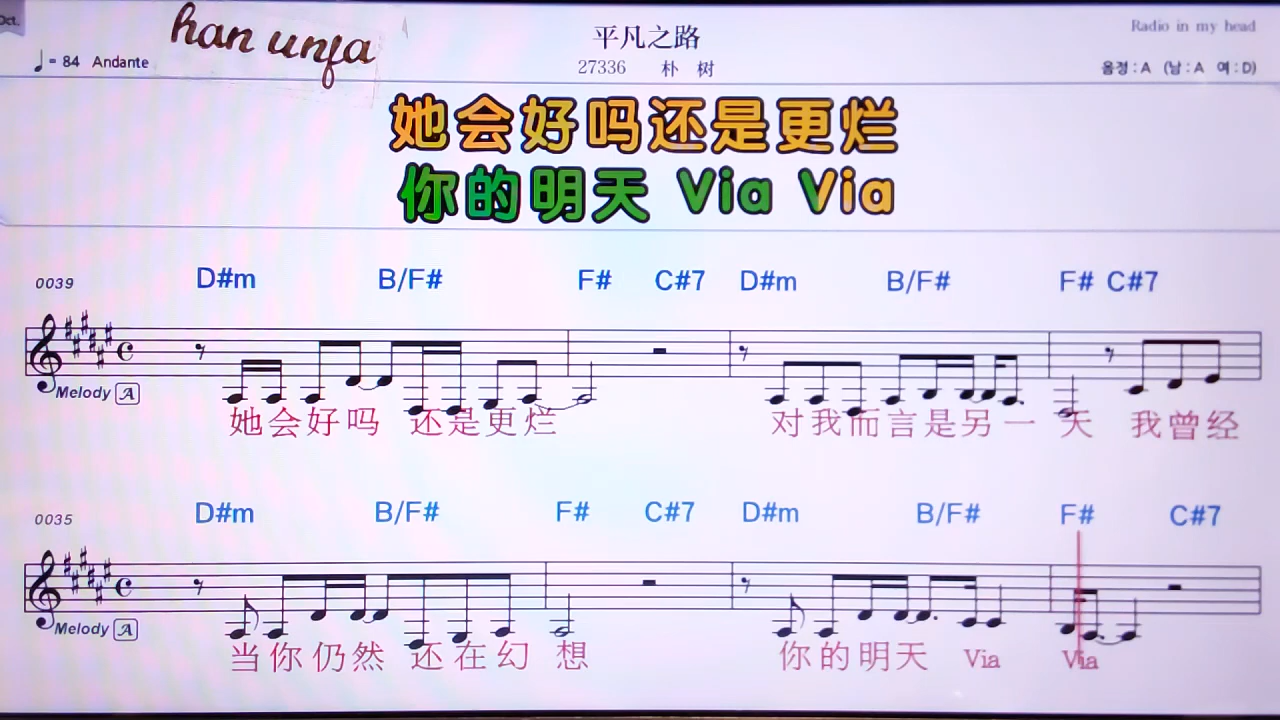 Oct.
han unfa
♩= 84 Andante
平凡之路
27336 朴 树
Radio in my head
음정 : A (남 : A 여 : D)
她会好吗还是更烂
你的明天 Via Via
0039 D#m B/F# F# C#7 D#m B/F# F# C#7
Melody A
她会好吗 还是更烂 对我而言是另一 天 我曾经
0035 D#m B/F# F# C#7 D#m B/F# F# C#7
Melody A
当你仍然 还在幻 想 你的明天 Via Via